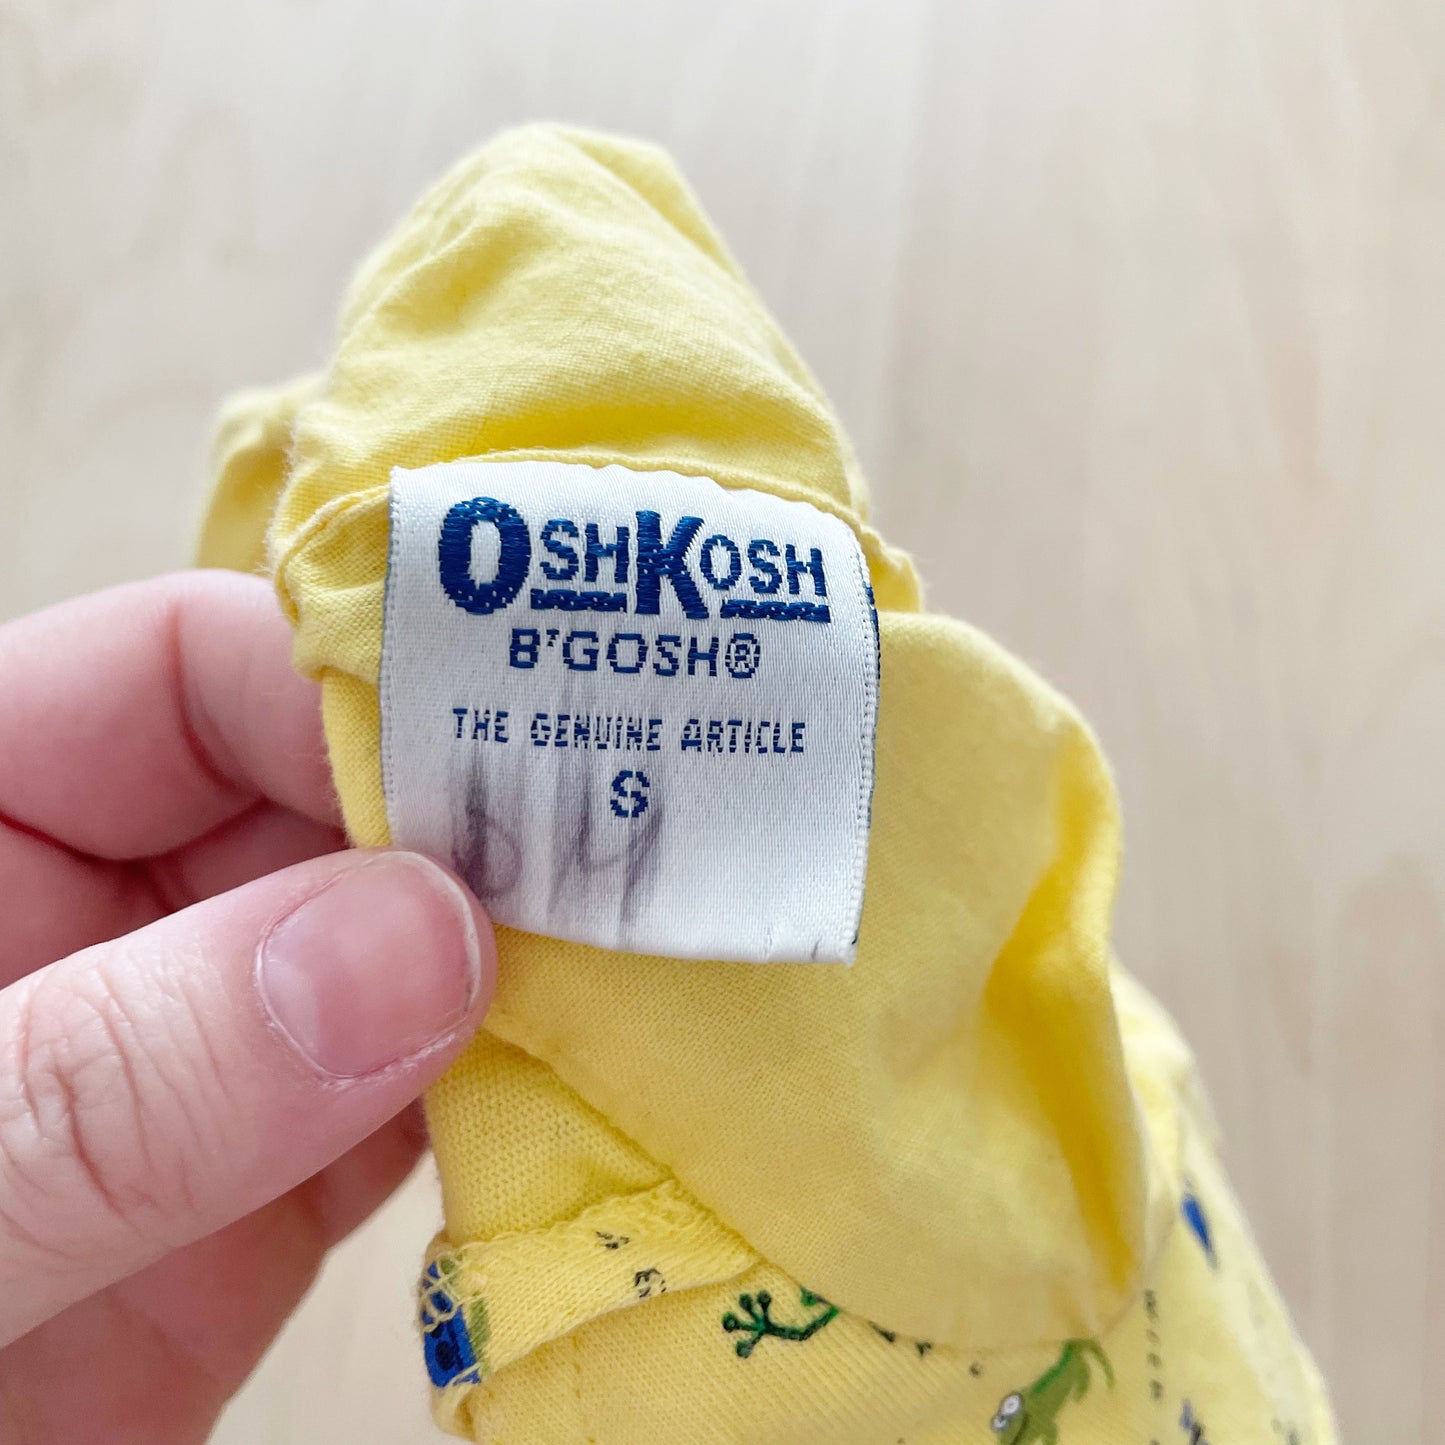 OSHKOSH
B'GOSH®
THE GENUINE ARTICLE
S